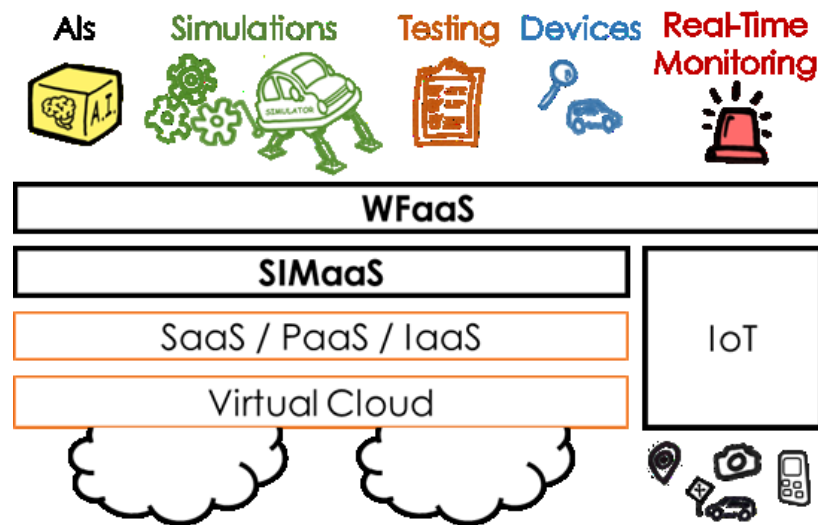 AIs
Simulations
Testing
Devices
Real-Time
Monitoring
A.I.
SIMULATOR
WFaaS
SIMaaS
SaaS / PaaS / IaaS
IoT
Virtual Cloud